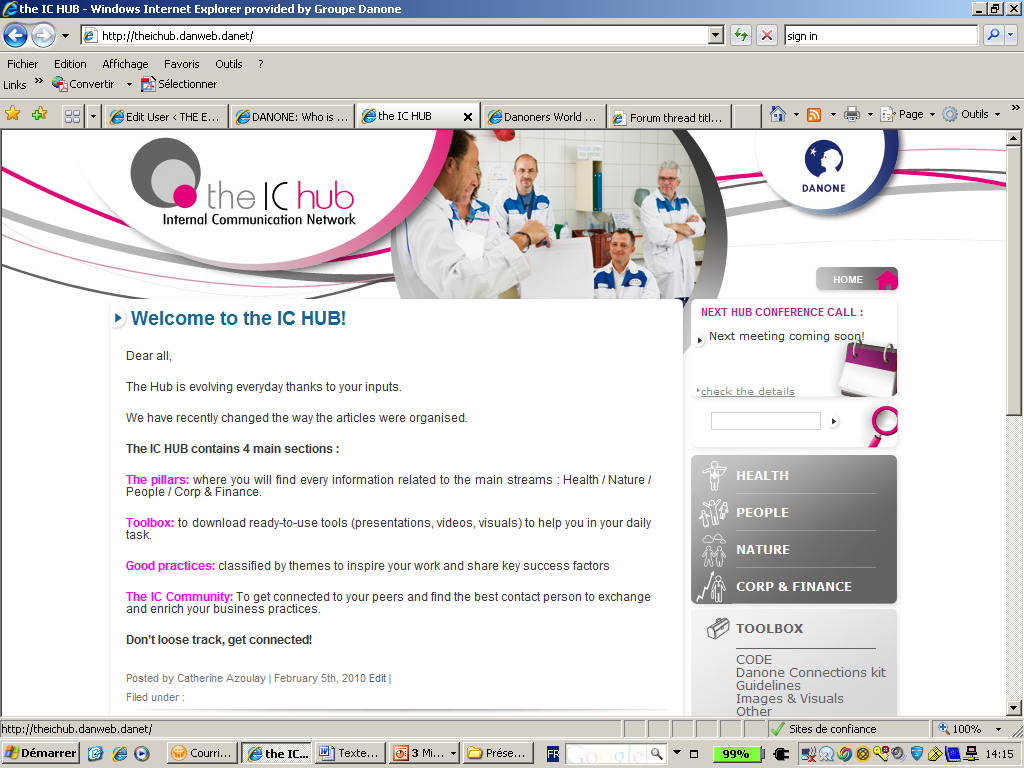 the IC HUB - Windows Internet Explorer provided by Groupe Danone
http://theichub.danweb.danet/
sign in
Fichier Edition Affichage Favoris Outils ?
Links » Convertir Sélectionner
Edit User < THE E... DANONE: Who is ... the IC HUB Danoners World ... Forum thread titl... Page Outils »
the IC hub
Internal Communication Network
DANONE
HOME
Welcome to the IC HUB!
Dear all,
The Hub is evolving everyday thanks to your inputs.
We have recently changed the way the articles were organised.
The IC HUB contains 4 main sections :
The pillars: where you will find every information related to the main streams : Health / Nature /
People / Corp & Finance.
Toolbox: to download ready-to-use tools (presentations, videos, visuals) to help you in your daily
task.
Good practices: classified by themes to inspire your work and share key success factors
The IC Community: To get connected to your peers and find the best contact person to exchange
and enrich your business practices.
Don't loose track, get connected!
Posted by Catherine Azoulay | February 5th, 2010 Edit |
Filed under :
NEXT HUB CONFERENCE CALL :
Next meeting coming soon!
check the details
HEALTH
PEOPLE
NATURE
CORP & FINANCE
TOOLBOX
CODE
Danone Connections kit
Guidelines
Images & Visuals
Other
http://theichub.danweb.danet/ Sites de confiance 100%
Démarrer Courri... the IC... Texte... 3 Mi... Prése... FR Google 99% 14:15